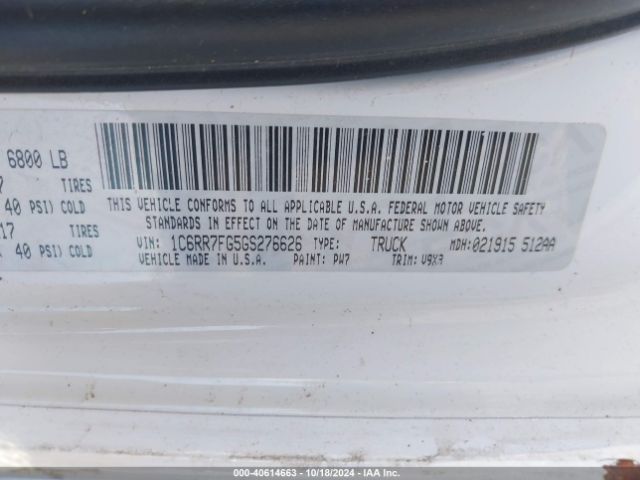 6800 LB
7 TIRES
40 PSI) COLD
17 TIRES
40 PSI) COLD
THIS VEHICLE CONFORMS TO ALL APPLICABLE U.S.A. FEDERAL MOTOR VEHICLE SAFETY
STANDARDS IN EFFECT ON THE DATE OF MANUFACTURE SHOWN ABOVE.
VIN: 1C6RR7FG5GS276626 TYPE: TRUCK MDH: 021915 512AA
VEHICLE MADE IN U.S.A. PAINT: PW7 TRIM: V9X9
000-40614663 | 10/18/2024 | IAA Inc.